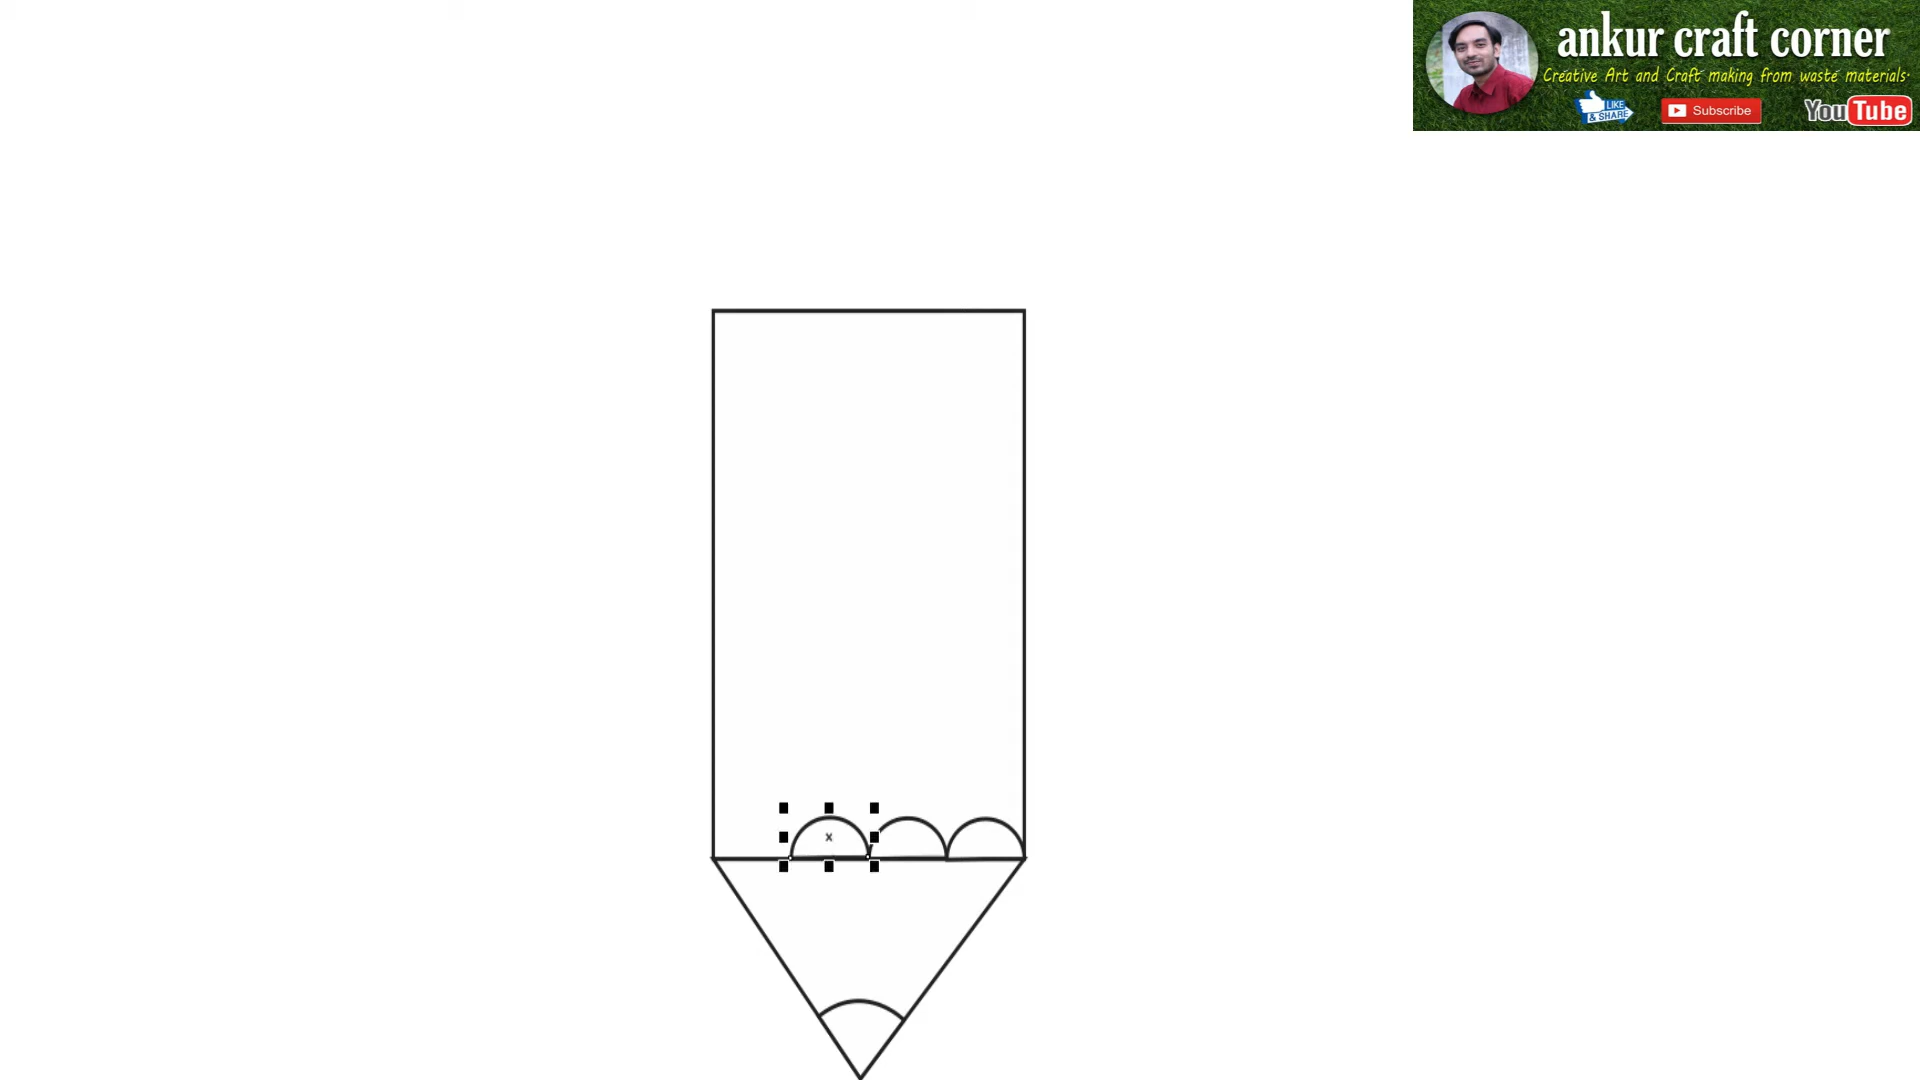 ankur craft corner
Creative Art and Craft making from waste materials.
LIKE
& SHARE
Subscribe
YouTube